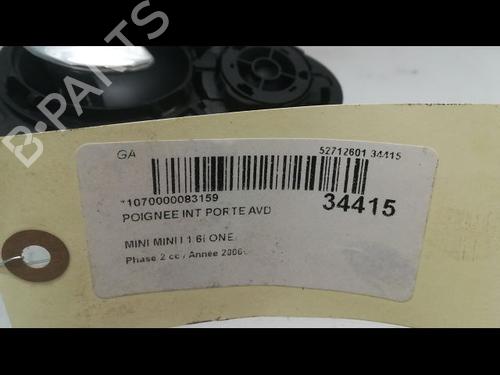 B-PARTS
GA
52712601 34415
*1070000083159
34415
POIGNEE INT PORTE AVD
MINI MINI I 1.6i ONE
Phase 2 cc / Année 2006